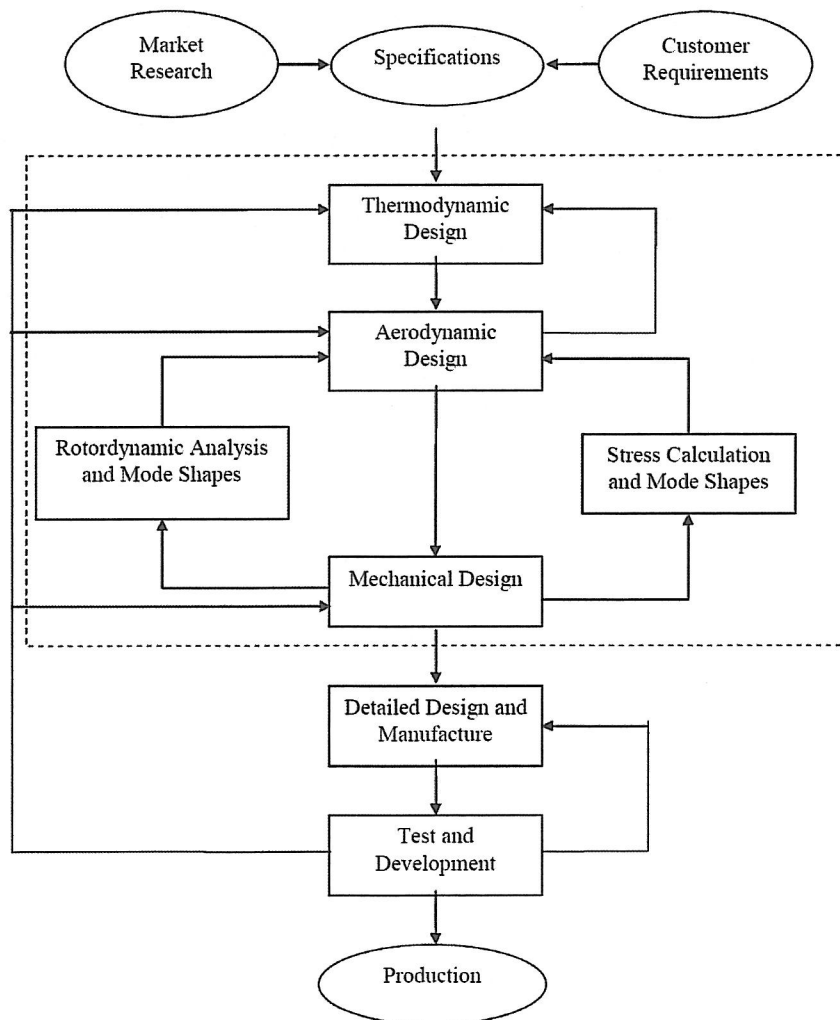 Market
Research
Specifications
Customer
Requirements
Thermodynamic
Design
Aerodynamic
Design
Rotordynamic Analysis
and Mode Shapes
Stress Calculation
and Mode Shapes
Mechanical Design
Detailed Design and
Manufacture
Test and
Development
Production